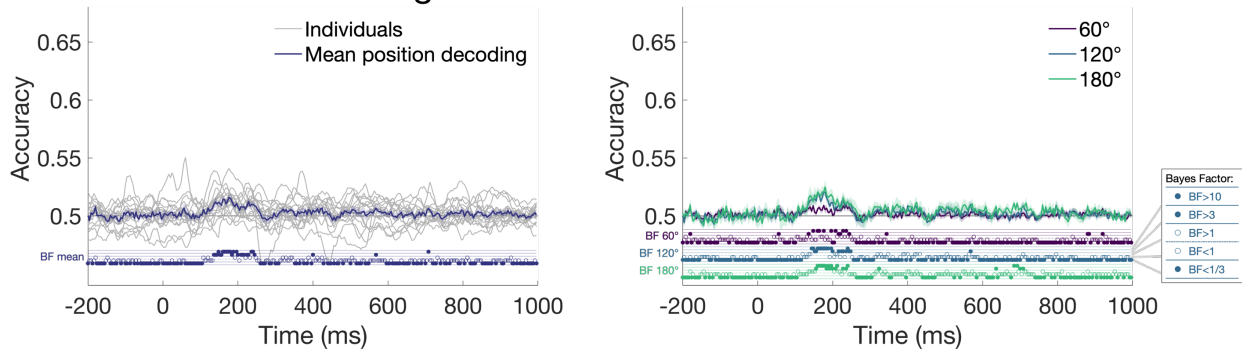 Individuals
Mean position decoding
Accuracy
0.65
0.6
0.55
0.5
BF mean
-200 0 200 400 600 800 1000
Time (ms)
60°
120°
180°
Accuracy
0.65
0.6
0.55
0.5
BF 60°
BF 120°
BF 180°
-200 0 200 400 600 800 1000
Time (ms)
Bayes Factor:
BF>10
BF>3
BF>1
BF<1
BF<1/3